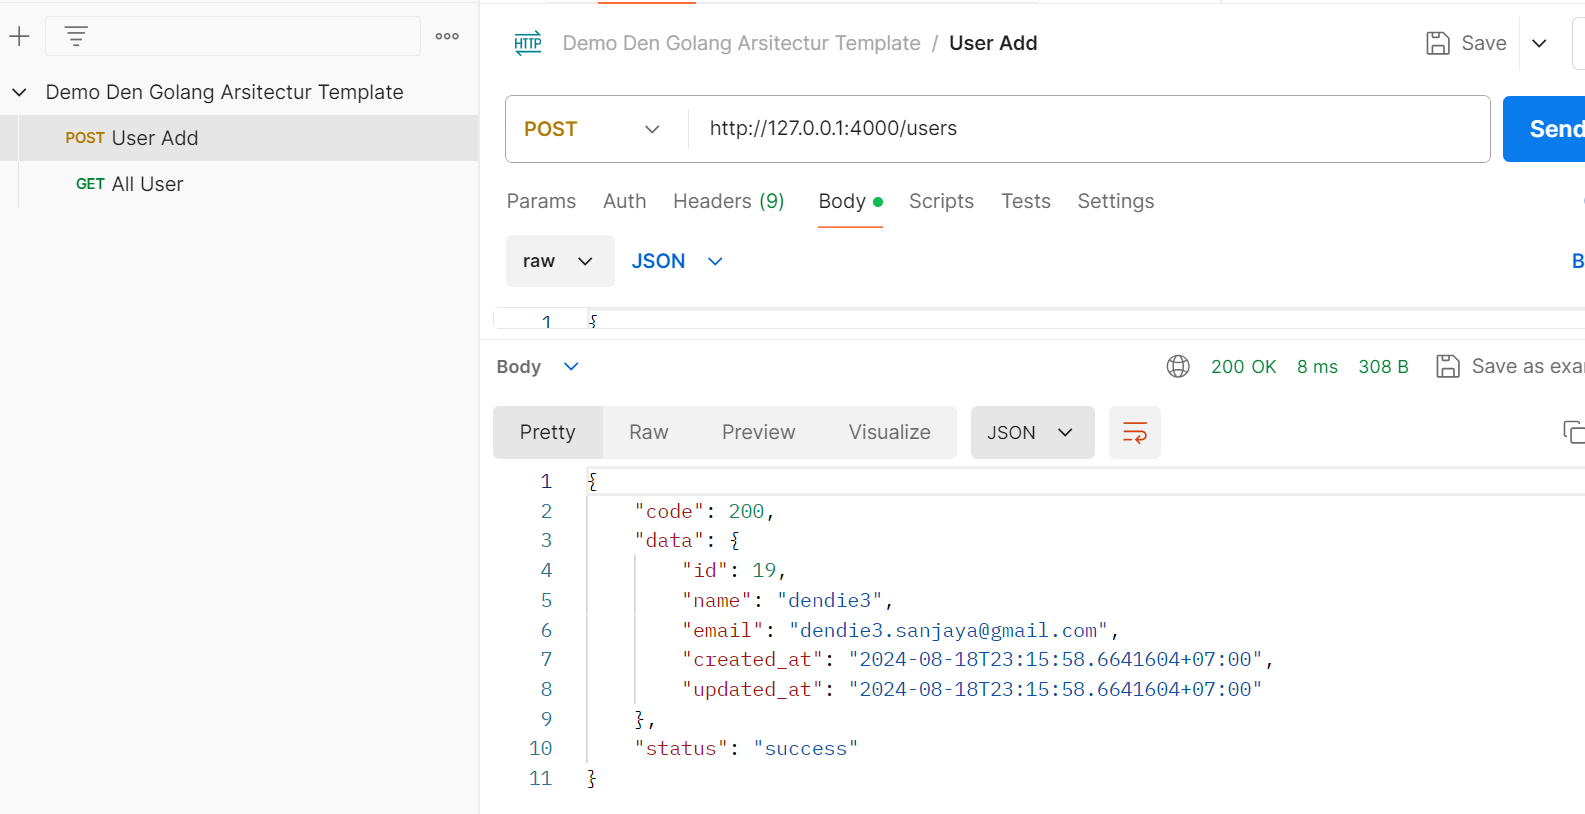 Demo Den Golang Arsitectur Template
POST User Add
GET All User
HTTP Demo Den Golang Arsitectur Template / User Add
Save
POST http://127.0.0.1:4000/users
Send
Params Auth Headers (9) Body Scripts Tests Settings
raw JSON
B
1 {
Body 200 OK 8 ms 308 B Save as exa
Pretty Raw Preview Visualize JSON
1 {
2 "code": 200,
3 "data": {
4 "id": 19,
5 "name": "dendie3",
6 "email": "dendie3.sanjaya@gmail.com",
7 "created_at": "2024-08-18T23:15:58.6641604+07:00",
8 "updated_at": "2024-08-18T23:15:58.6641604+07:00"
9 },
10 "status": "success"
11 }